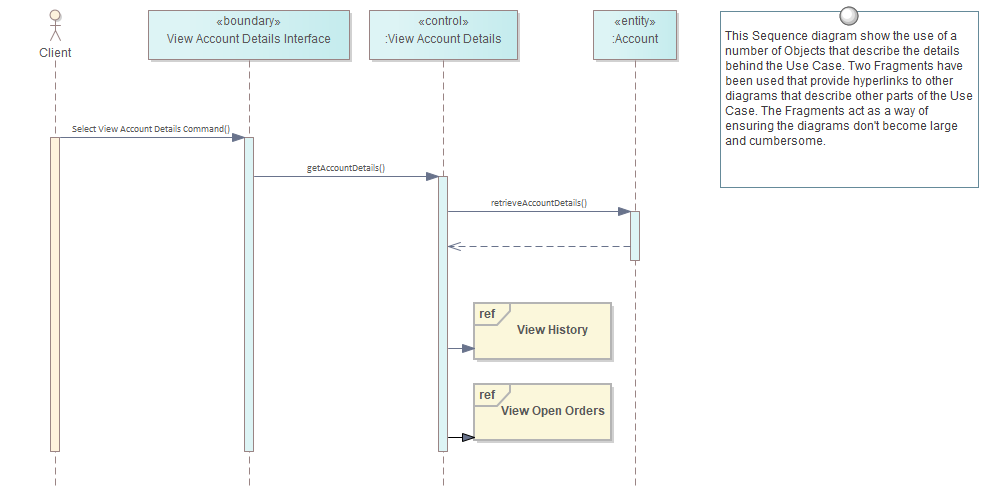 Client
«boundary»
View Account Details Interface
«control»
:View Account Details
«entity»
:Account
This Sequence diagram show the use of a
number of Objects that describe the details
behind the Use Case. Two Fragments have
been used that provide hyperlinks to other
diagrams that describe other parts of the Use
Case. The Fragments act as a way of
ensuring the diagrams don't become large
and cumbersome.
Select View Account Details Command()
getAccountDetails()
retrieveAccountDetails()
ref
View History
ref
View Open Orders